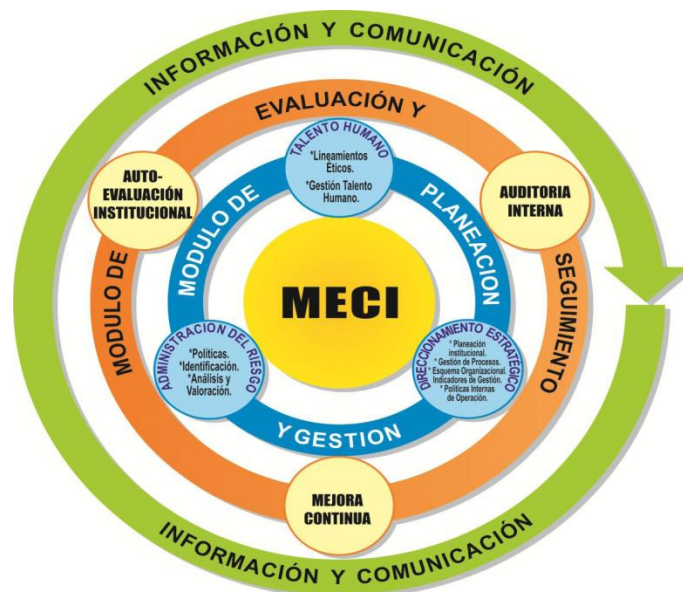 INFORMACIÓN Y COMUNICACIÓN
EVALUACIÓN Y
TALENTO HUMANO
*Lineamientos
Éticos.
*Gestión Talento
Humano.
AUTO-
EVALUACIÓN
INSTITUCIONAL
AUDITORIA
INTERNA
MODULO DE
PLANEACION
MECI
MODULO DE
SEGUIMIENTO
ADMINISTRACION DEL RIESGO
*Políticas.
*Identificación.
*Análisis y
Valoración.
DIRECCIONAMIENTO ESTRATÉGICO
* Planeación
institucional.
* Gestión de Procesos.
* Esquema Organizacional.
Indicadores de Gestión.
* Políticas Internas
de Operación.
Y GESTION
MEJORA
CONTINUA
INFORMACIÓN Y COMUNICACIÓN